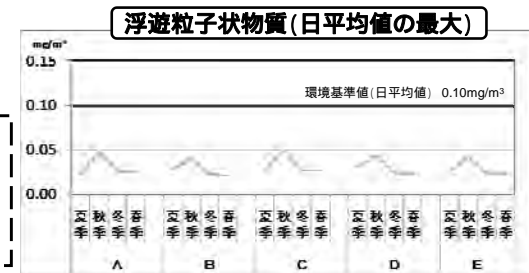 浮遊粒子状物質(日平均値の最大)
mg/m³
0.15
環境基準値(日平均値) 0.10mg/m³
0.10
0.05
0.00
夏季 秋季 冬季 春季 夏季 秋季 冬季 春季 夏季 秋季 冬季 春季 夏季 秋季 冬季 春季 夏季 秋季 冬季 春季
A B C D E